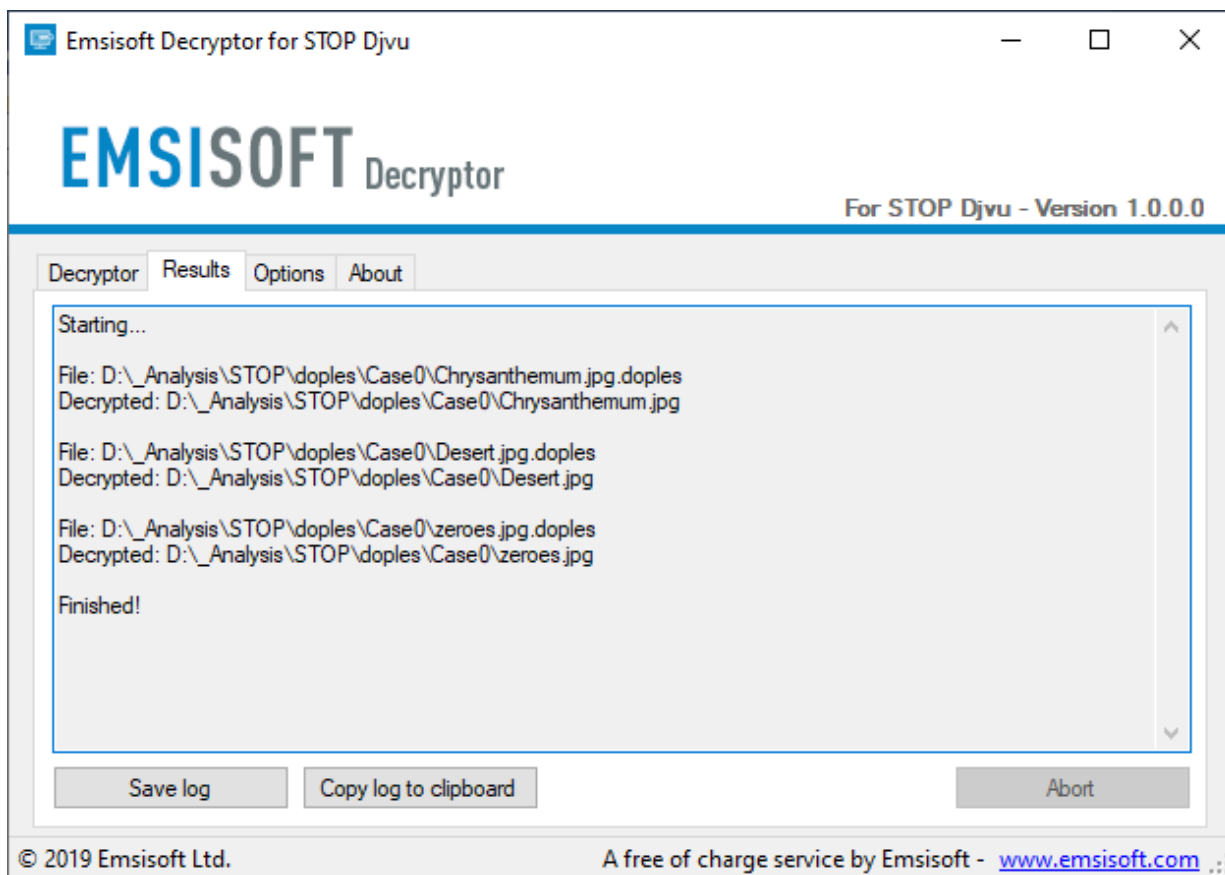 Emsisoft Decryptor for STOP Djvu
EMSISOFT Decryptor
For STOP Djvu - Version 1.0.0.0
Decryptor Results Options About
Starting...
File: D:\_Analysis\STOP\doples\Case0\Chrysanthemum.jpg.doples
Decrypted: D:\_Analysis\STOP\doples\Case0\Chrysanthemum.jpg
File: D:\_Analysis\STOP\doples\Case0\Desert.jpg.doples
Decrypted: D:\_Analysis\STOP\doples\Case0\Desert.jpg
File: D:\_Analysis\STOP\doples\Case0\zeroes.jpg.doples
Decrypted: D:\_Analysis\STOP\doples\Case0\zeroes.jpg
Finished!
Save log Copy log to clipboard Abort
© 2019 Emsisoft Ltd. A free of charge service by Emsisoft - www.emsisoft.com